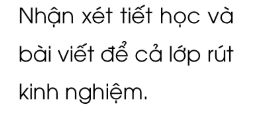 Nhận xét tiết học và
bài viết để cả lớp rút
kinh nghiệm.